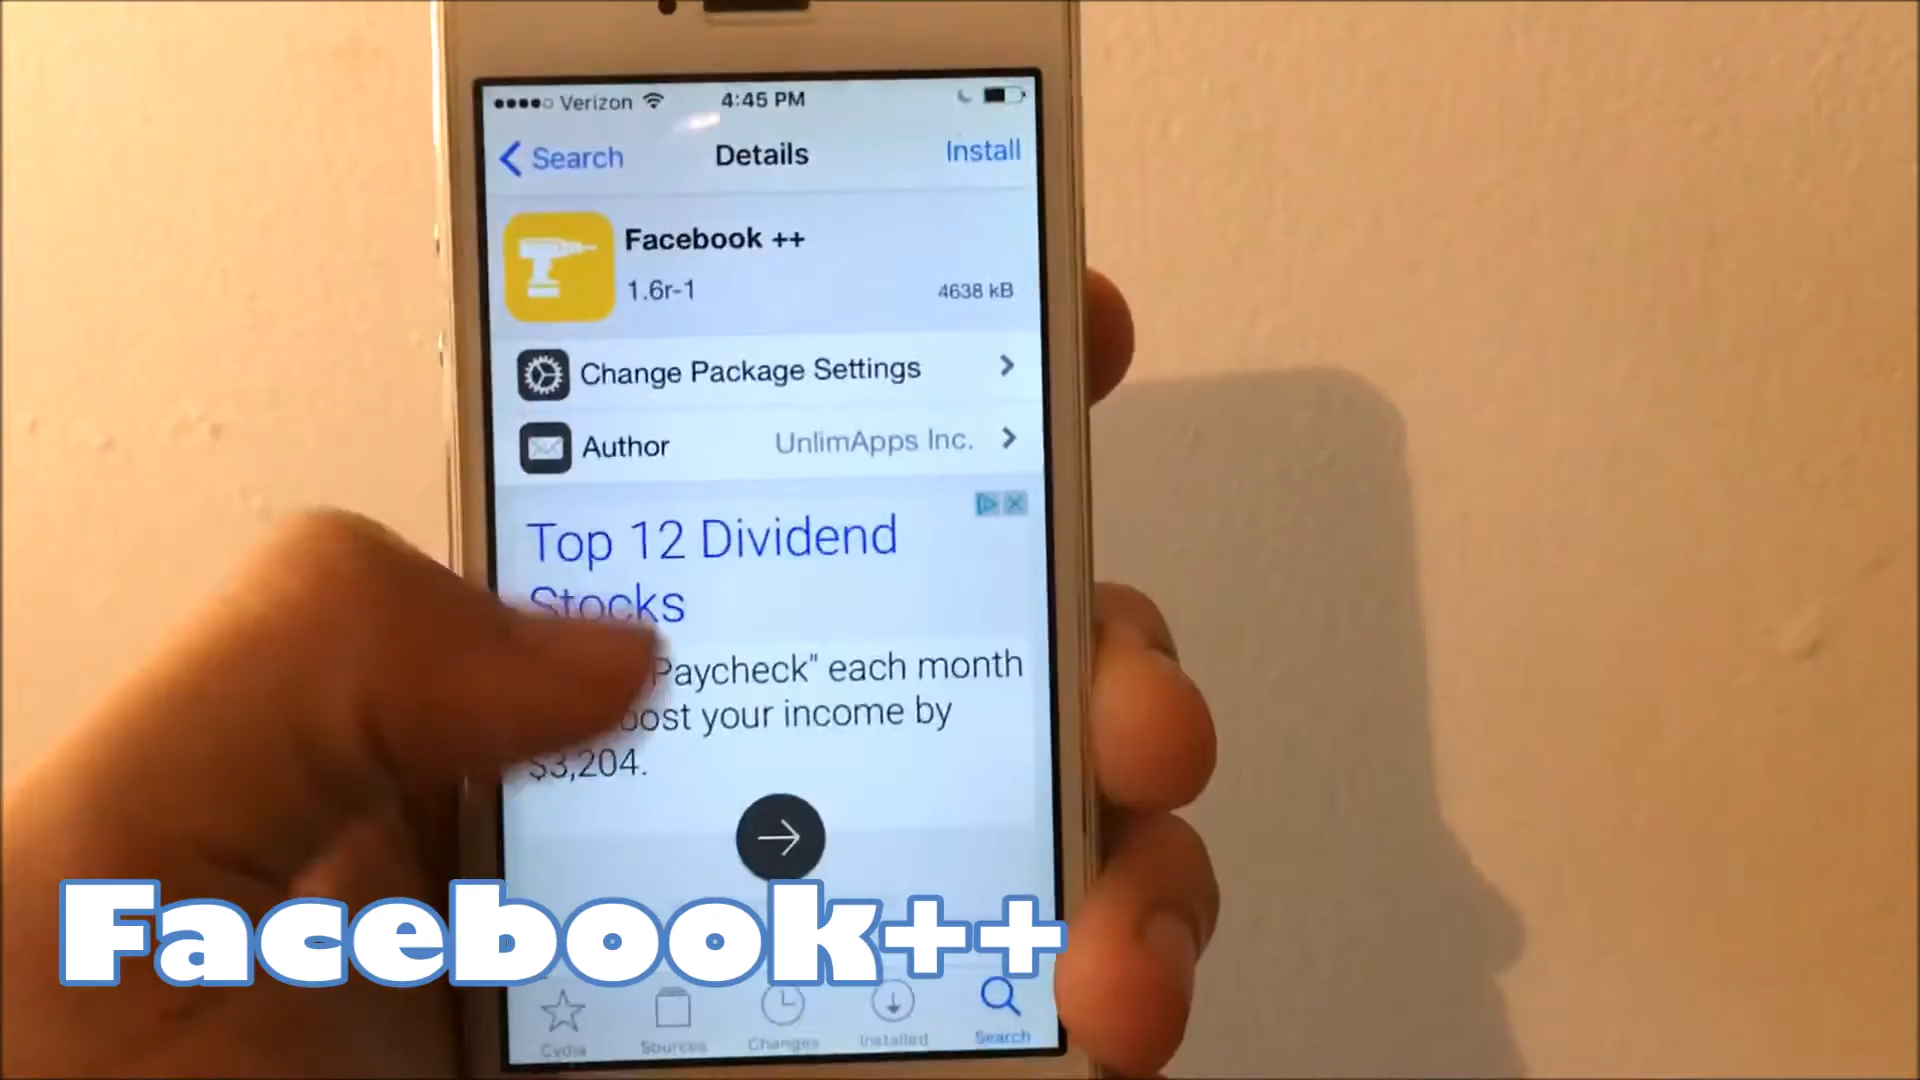 Verizon 4:45 PM
Search Details Install
Facebook ++
1.6r-1 4638 kB
Change Package Settings
Author UnlimApps Inc.
Top 12 Dividend
Stocks
Paycheck" each month
your income by
$3,204.
Facebook++
Cydia Sources Changes Installed Search